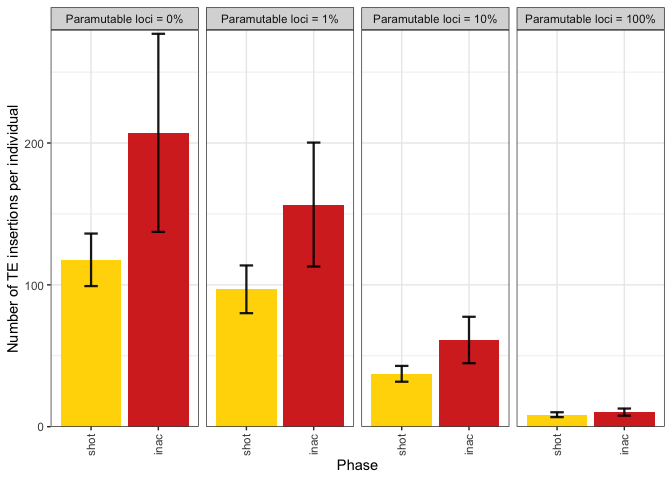 Paramutable loci = 0%
Paramutable loci = 1%
Paramutable loci = 10%
Paramutable loci = 100%
Number of TE insertions per individual
200
100
0
shot
inac
shot
inac
shot
inac
shot
inac
Phase